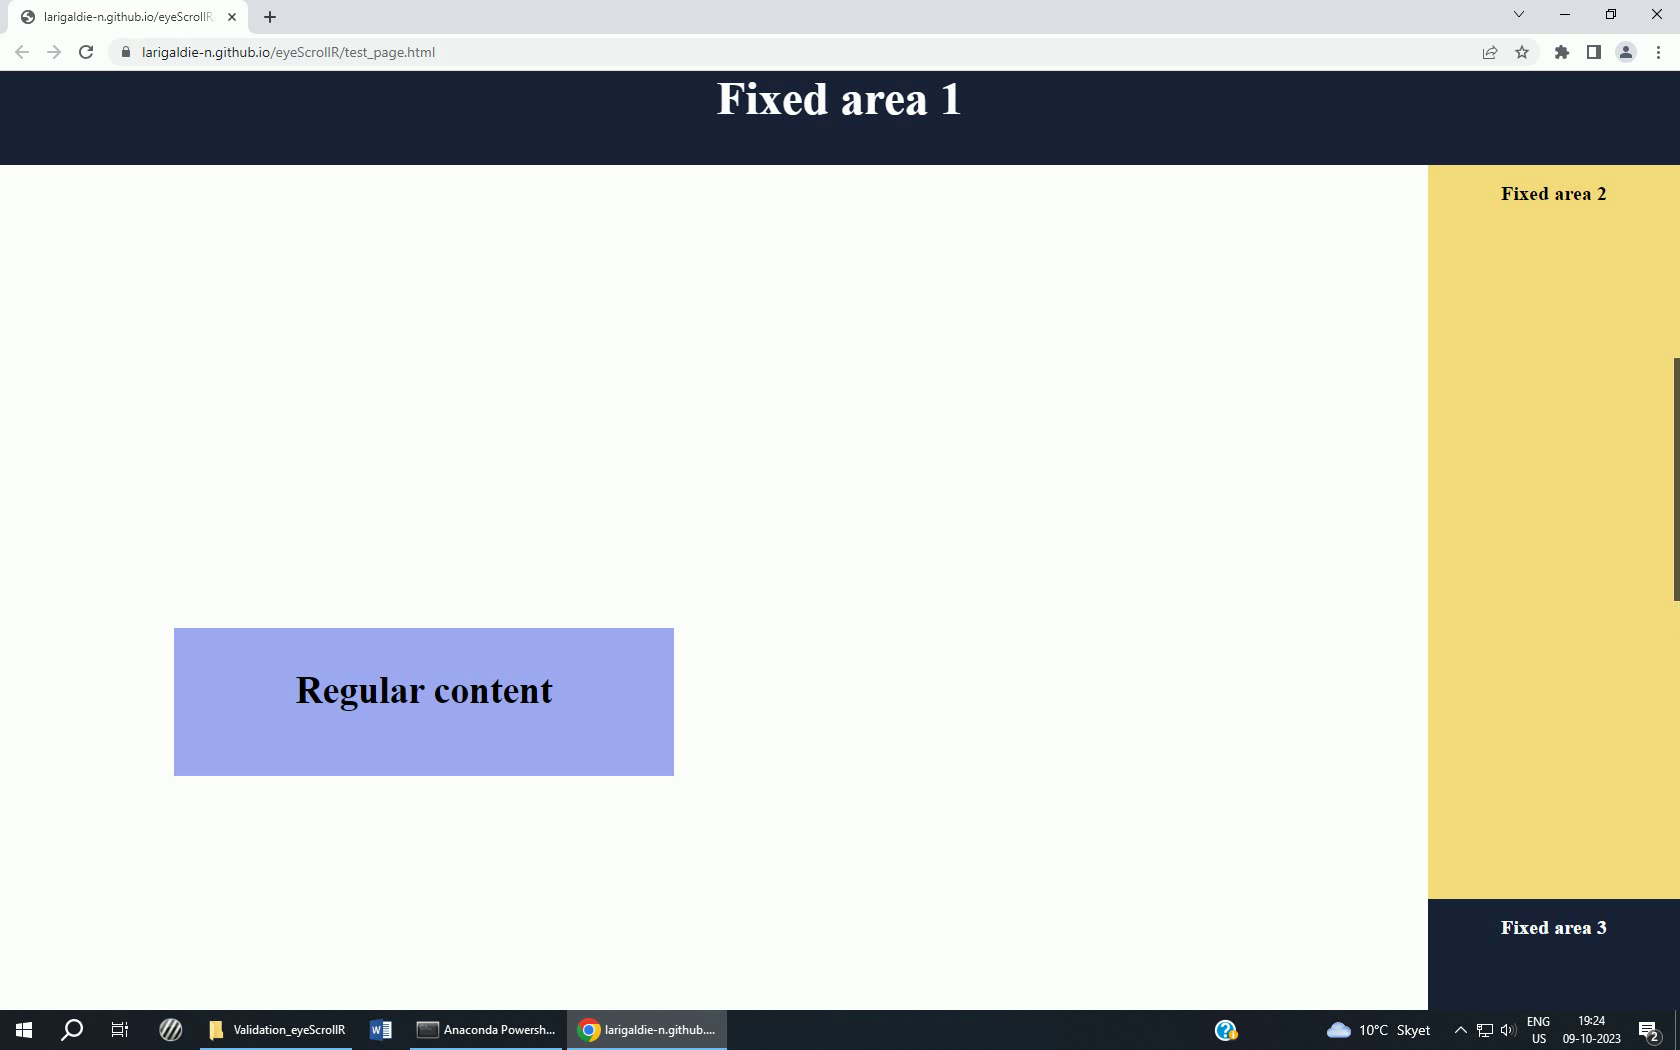 larigaldie-n.github.io/eyeScrollR
larigaldie-n.github.io/eyeScrollR/test_page.html
Fixed area 1
Fixed area 2
Regular content
Fixed area 3
Validation_eyeScrollR
Anaconda Powersh...
larigaldie-n.github....
10°C Skyet
ENG
US
19:24
09-10-2023
2